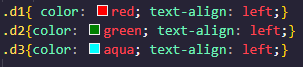 .d1{ color: red; text-align: left;}
.d2{color: green; text-align: left;}
.d3{color: aqua; text-align: left;}